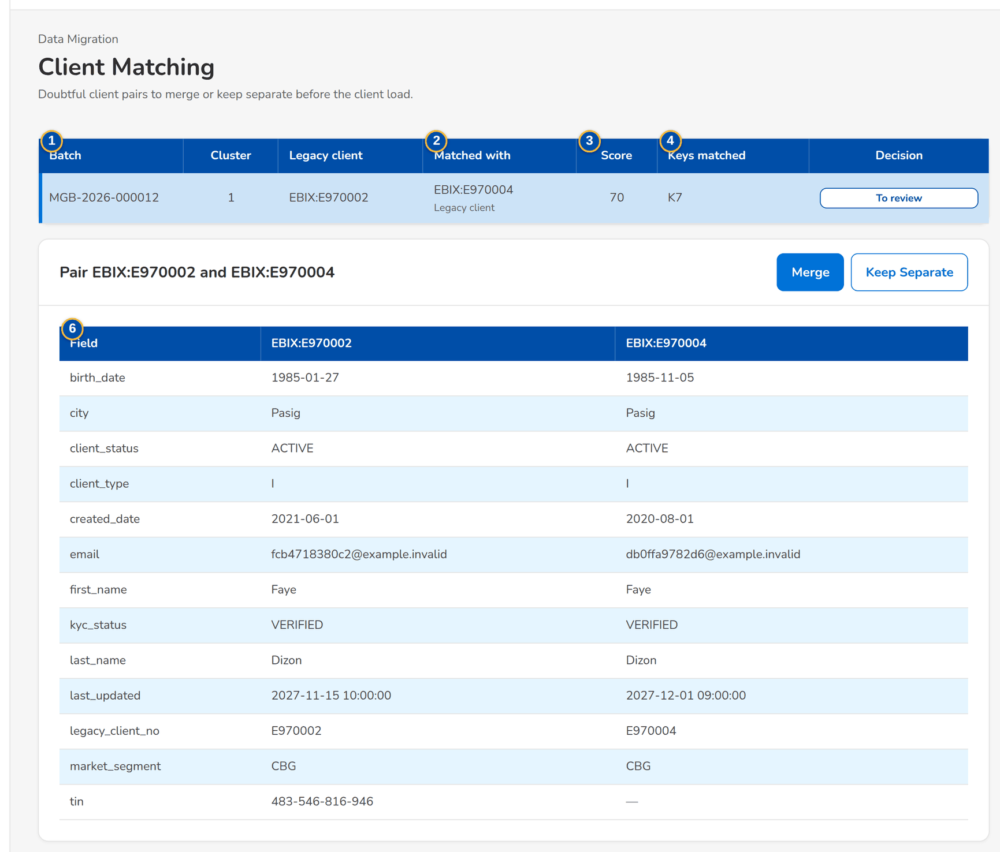 Data Migration
Client Matching
Doubtful client pairs to merge or keep separate before the client load.
1 2 3 4
Batch Cluster Legacy client Matched with Score Keys matched Decision
MGB-2026-000012 1 EBIX:E970002 EBIX:E970004 70 K7 To review
Legacy client
Pair EBIX:E970002 and EBIX:E970004 Merge Keep Separate
6
Field EBIX:E970002 EBIX:E970004
birth_date 1985-01-27 1985-11-05
city Pasig Pasig
client_status ACTIVE ACTIVE
client_type I I
created_date 2021-06-01 2020-08-01
email fcb4718380c2@example.invalid db0ffa9782d6@example.invalid
first_name Faye Faye
kyc_status VERIFIED VERIFIED
last_name Dizon Dizon
last_updated 2027-11-15 10:00:00 2027-12-01 09:00:00
legacy_client_no E970002 E970004
market_segment CBG CBG
tin 483-546-816-946 —